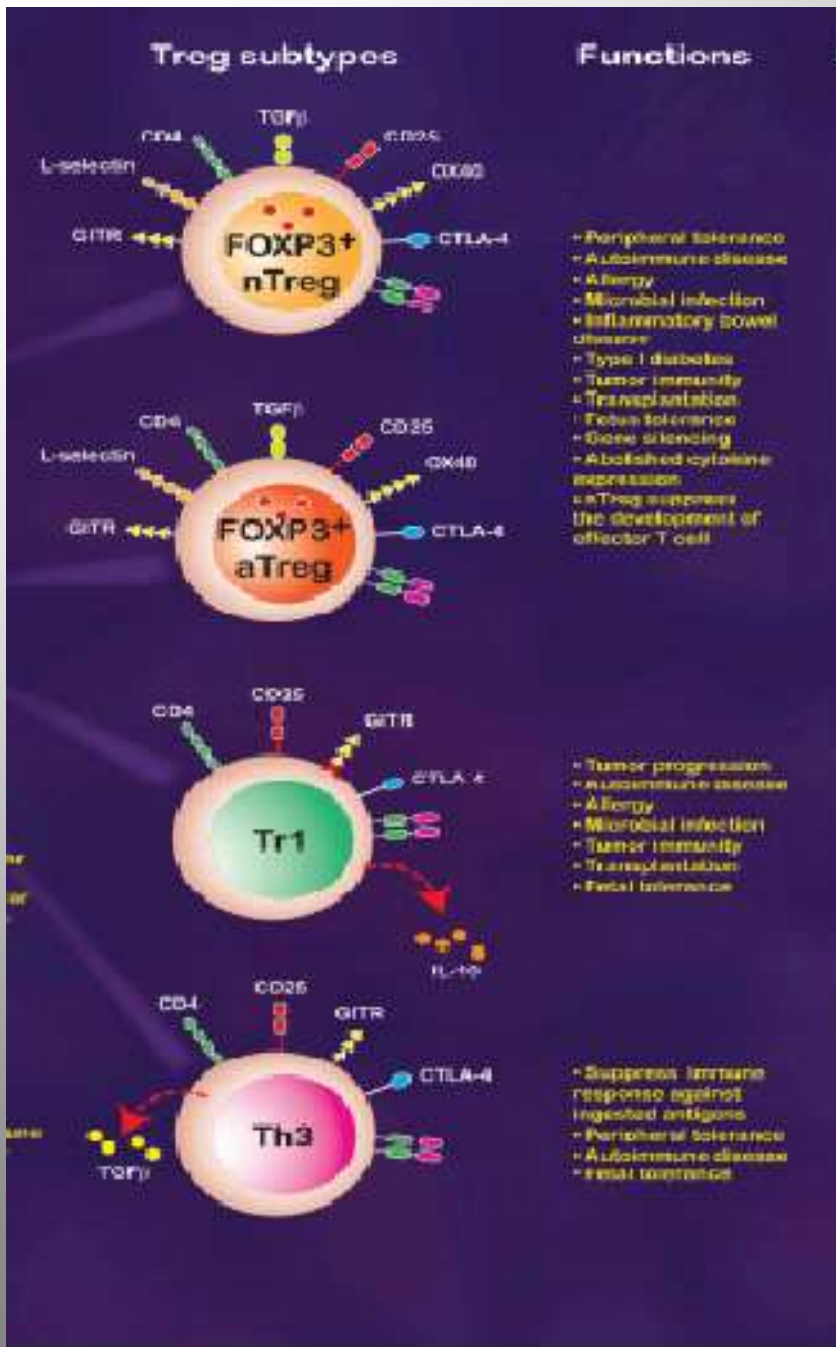 Treg subtypes
Functions
TGFβ
CD4
CD25
L-selectin
OX40
GITR
CTLA-4
FOXP3+
nTreg
• Peripheral tolerance
• Autoimmune disease
• Allergy
• Microbial infection
• Inflammatory bowel
disease
• Type I diabetes
• Tumor immunity
• Transplantation
• Fetus tolerance
• Gene silencing
• Abolished cytokine
expression
• aTreg suppress
the development of
effector T cell
TGFβ
CD4
CD25
L-selectin
OX40
GITR
CTLA-4
FOXP3+
aTreg
CD25
CD4
GITR
CTLA-4
Tr1
IL-10
• Tumor progression
• Autoimmune disease
• Allergy
• Microbial infection
• Tumor immunity
• Transplantation
• Fetal tolerance
CD25
CD4
GITR
CTLA-4
Th3
TGFβ
• Suppress immune
response against
ingested antigens
• Peripheral tolerance
• Autoimmune disease
• Fetal tolerance